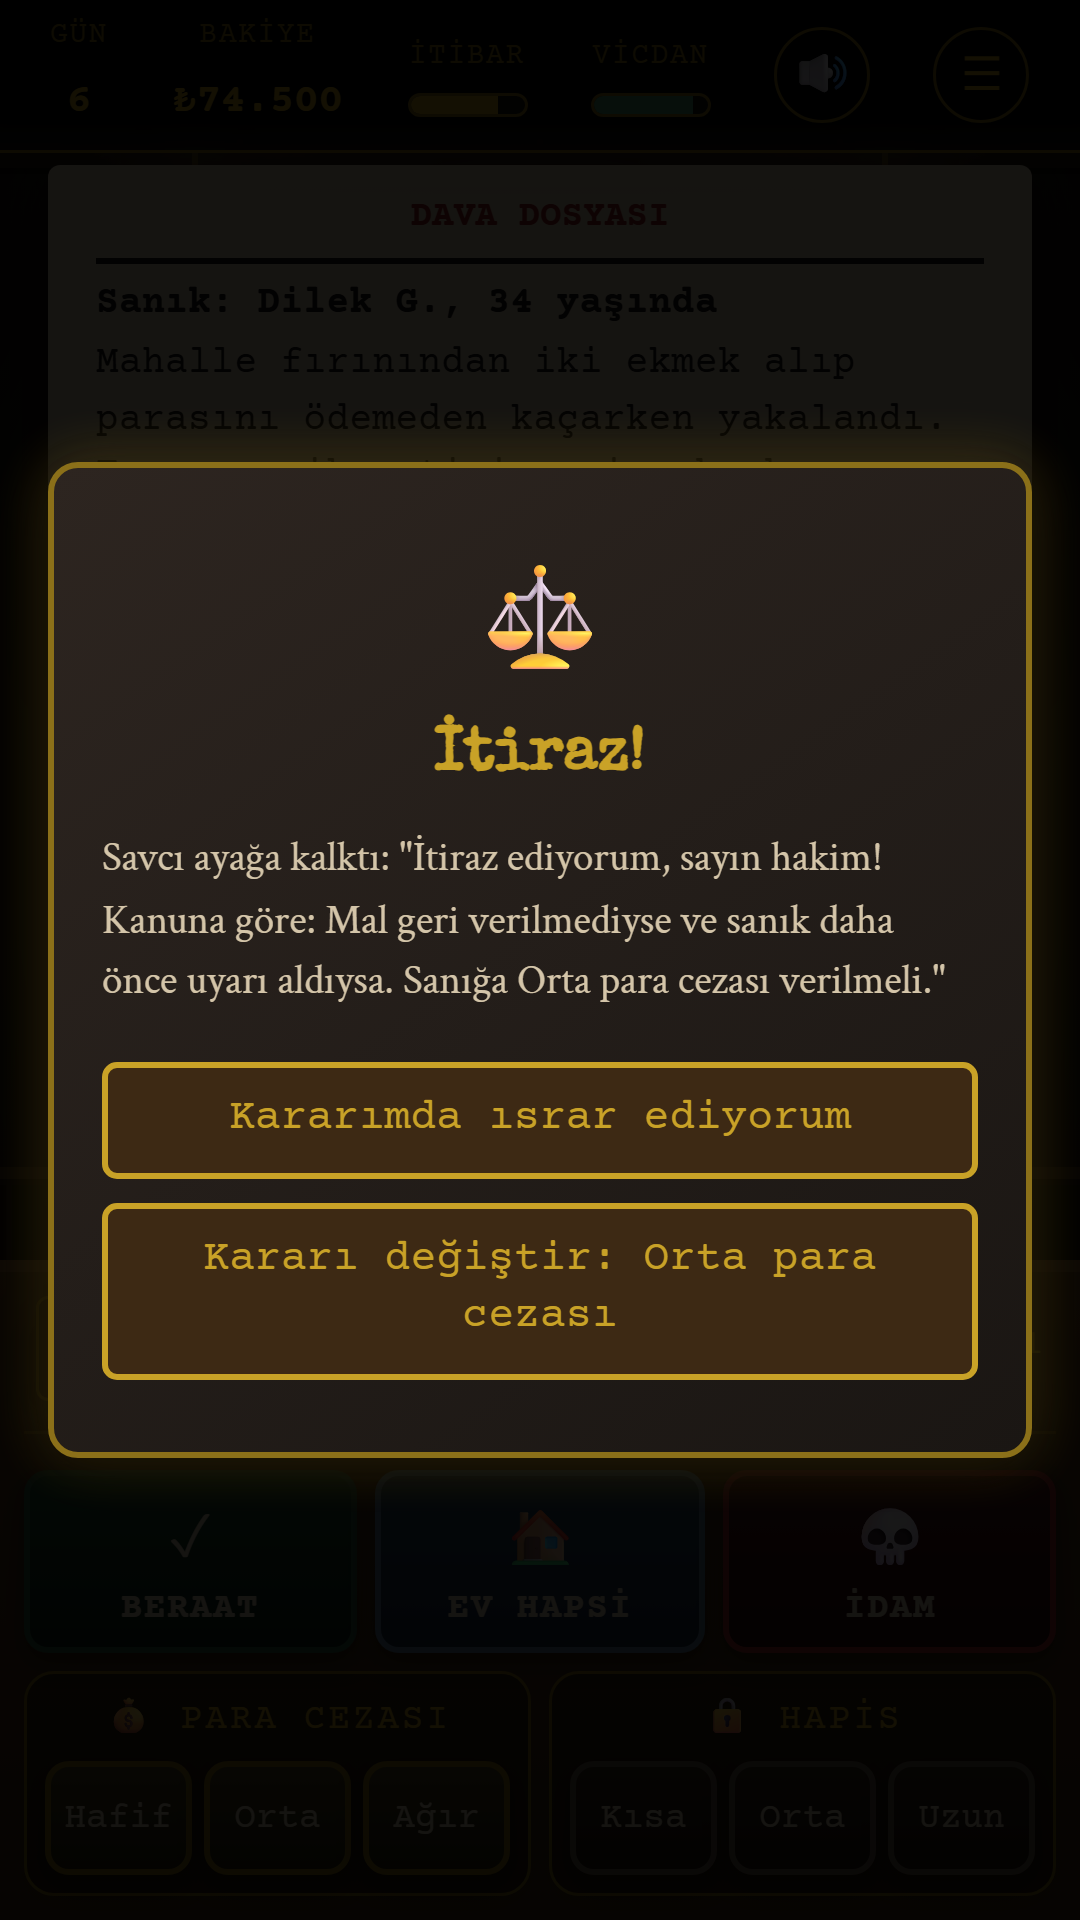 GÜN
BAKİYE
İTİBAR
VİCDAN
6
₺74.500
DAVA DOSYASI
Sanık: Dilek G., 34 yaşında
Mahalle fırınından iki ekmek alıp
parasını ödemeden kaçarken yakalandı.
İtiraz!
Savcı ayağa kalktı: "İtiraz ediyorum, sayın hakim!
Kanuna göre: Mal geri verilmediyse ve sanık daha
önce uyarı aldıysa. Sanığa Orta para cezası verilmeli."
Kararımda ısrar ediyorum
Kararı değiştir: Orta para
cezası
BERAAT
EV HAPSİ
İDAM
PARA CEZASI
HAPİS
Hafif
Orta
Ağır
Kısa
Orta
Uzun